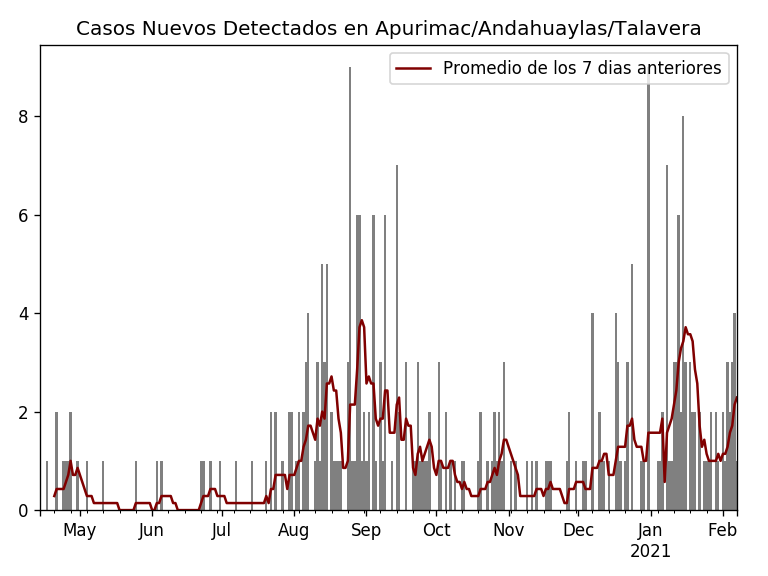 Casos Nuevos Detectados en Apurimac/Andahuaylas/Talavera
Promedio de los 7 dias anteriores
8
6
4
2
0
May Jun Jul Aug Sep Oct Nov Dec Jan Feb
2021